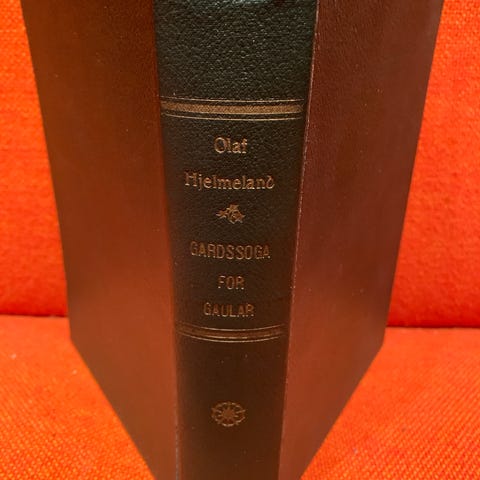 Olaf
Hjelmeland
GARDSSOGA
FOR
GAULAR